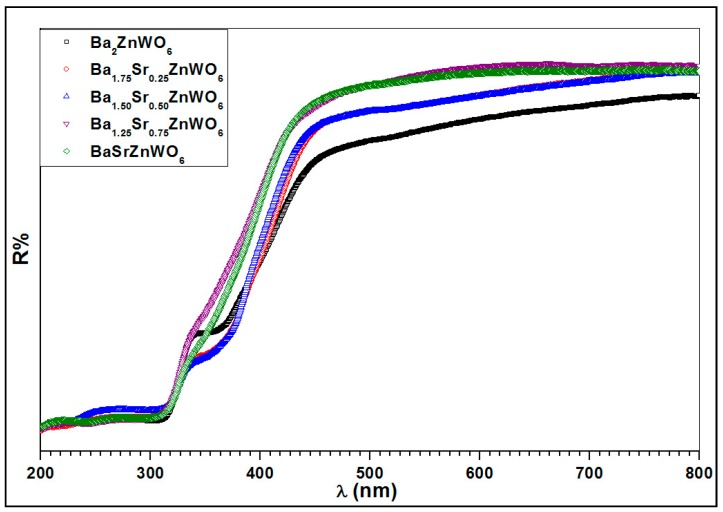 Ba2ZnWO6
Ba1.75Sr0.25ZnWO6
Ba1.50Sr0.50ZnWO6
Ba1.25Sr0.75ZnWO6
BaSrZnWO6
R%
200 300 400 500 600 700 800
λ (nm)